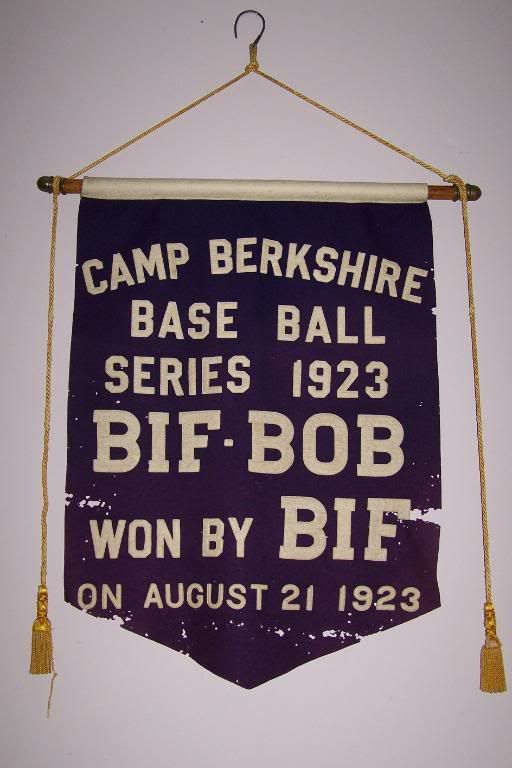 CAMP BERKSHIRE
BASE BALL
SERIES 1923
BIF-BOB
WON BY BIF
ON AUGUST 21 1923